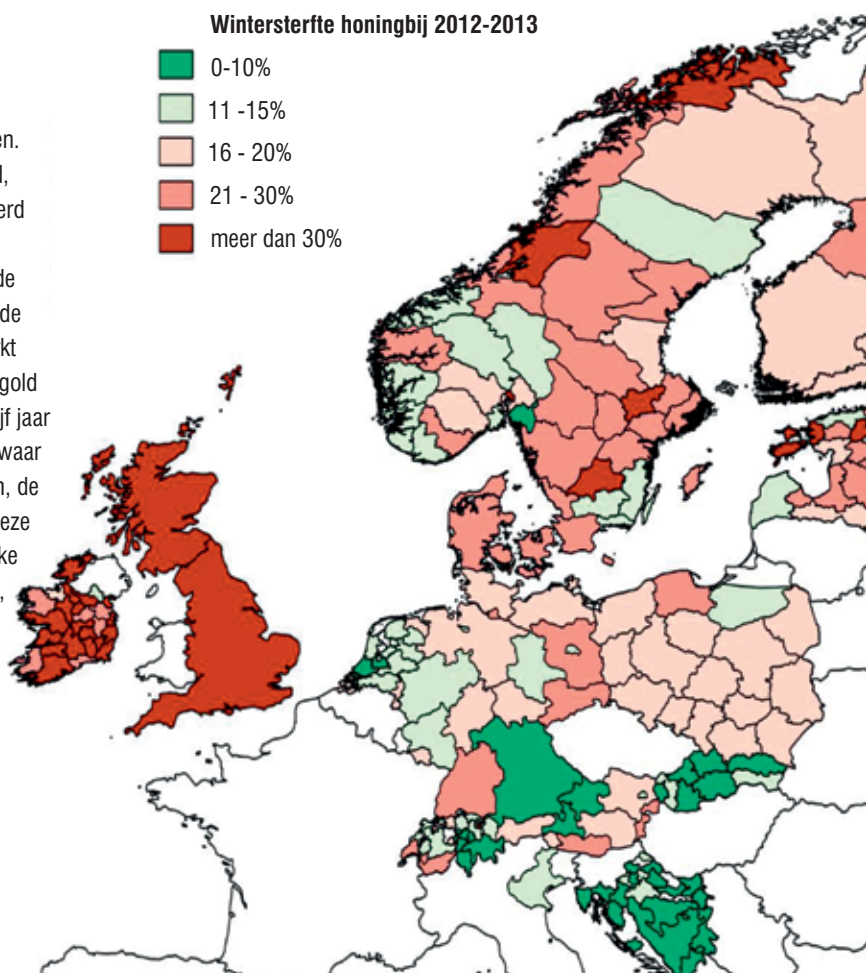 Wintersterfte honingbij 2012-2013
0-10%
11 -15%
16 - 20%
21 - 30%
meer dan 30%
en.
,
erd
de
de
kt
gold
jf jaar
waar
n, de
eze
ke
,